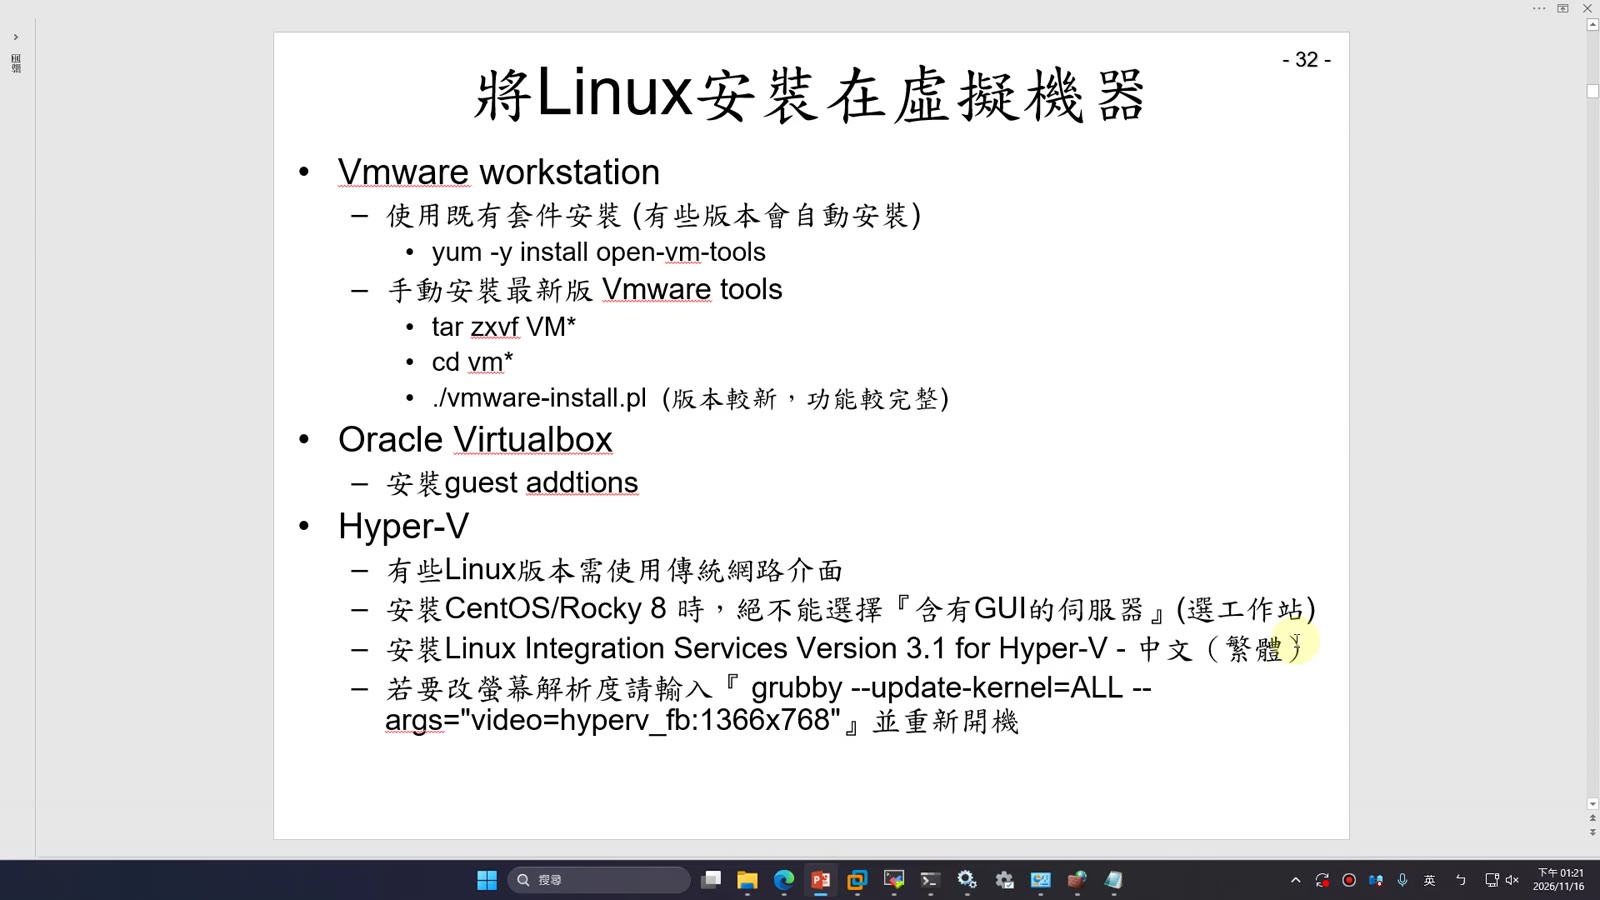 - 32 -
將Linux安裝在虛擬機器
• Vmware workstation
– 使用既有套件安裝 (有些版本會自動安裝)
• yum -y install open-vm-tools
– 手動安裝最新版 Vmware tools
• tar zxvf VM*
• cd vm*
• ./vmware-install.pl (版本較新，功能較完整)
• Oracle Virtualbox
– 安裝guest addtions
• Hyper-V
– 有些Linux版本需使用傳統網路介面
– 安裝CentOS/Rocky 8 時，絕不能選擇『含有GUI的伺服器』(選工作站)
– 安裝Linux Integration Services Version 3.1 for Hyper-V - 中文（繁體）
– 若要改螢幕解析度請輸入『 grubby --update-kernel=ALL --
args="video=hyperv_fb:1366x768"』並重新開機
搜尋
英
ㄅ
下午 01:21
2026/11/16